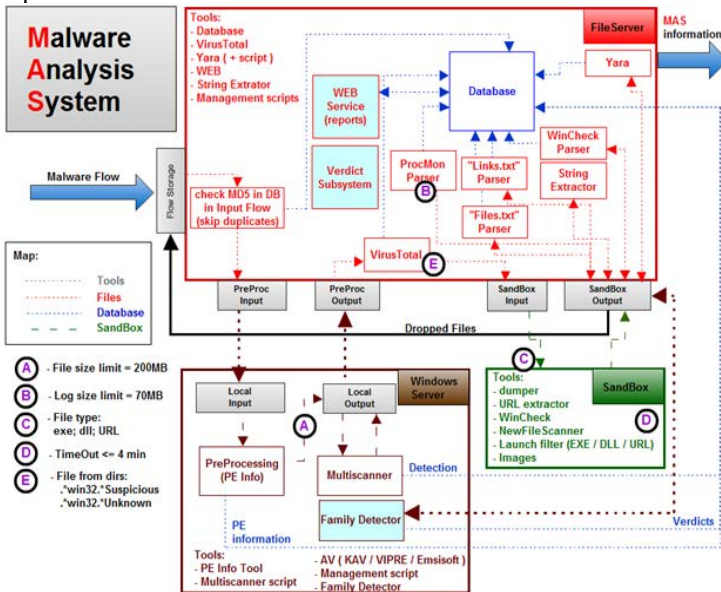 Malware
Analysis
System
Tools:
- Database
- VirusTotal
- Yara ( + script )
- WEB
- String Extrator
- Management scripts
FileServer
MAS
information
Yara
Database
WEB
Service
(reports)
Verdict
Subsystem
ProcMon
Parser
B
"Links.txt"
Parser
WinCheck
Parser
String
Extractor
"Files.txt"
Parser
Malware Flow
Flow Storage
check MD5 in DB
in Input Flow
(skip duplicates)
VirusTotal
E
Map:
Tools
Files
Database
SandBox
PreProc
Input
PreProc
Output
SandBox
Input
SandBox
Output
Dropped Files
A - File size limit = 200MB
B - Log size limit = 70MB
C - File type:
exe; dll; URL
D - TimeOut <= 4 min
E - File from dirs:
.*win32.*Suspicious
.*win32.*Unknown
Windows
Server
Local
Input
Local
Output
A
PreProcessing
(PE Info)
Multiscanner
Detection
Family Detector
Verdicts
PE
information
Tools:
- PE Info Tool
- Multiscanner script
- AV ( KAV / VIPRE / Emsisoft )
- Management script
- Family Detector
C
SandBox
D
Tools:
- dumper
- URL extractor
- WinCheck
- NewFileScanner
- Launch filter (EXE / DLL / URL)
- Images